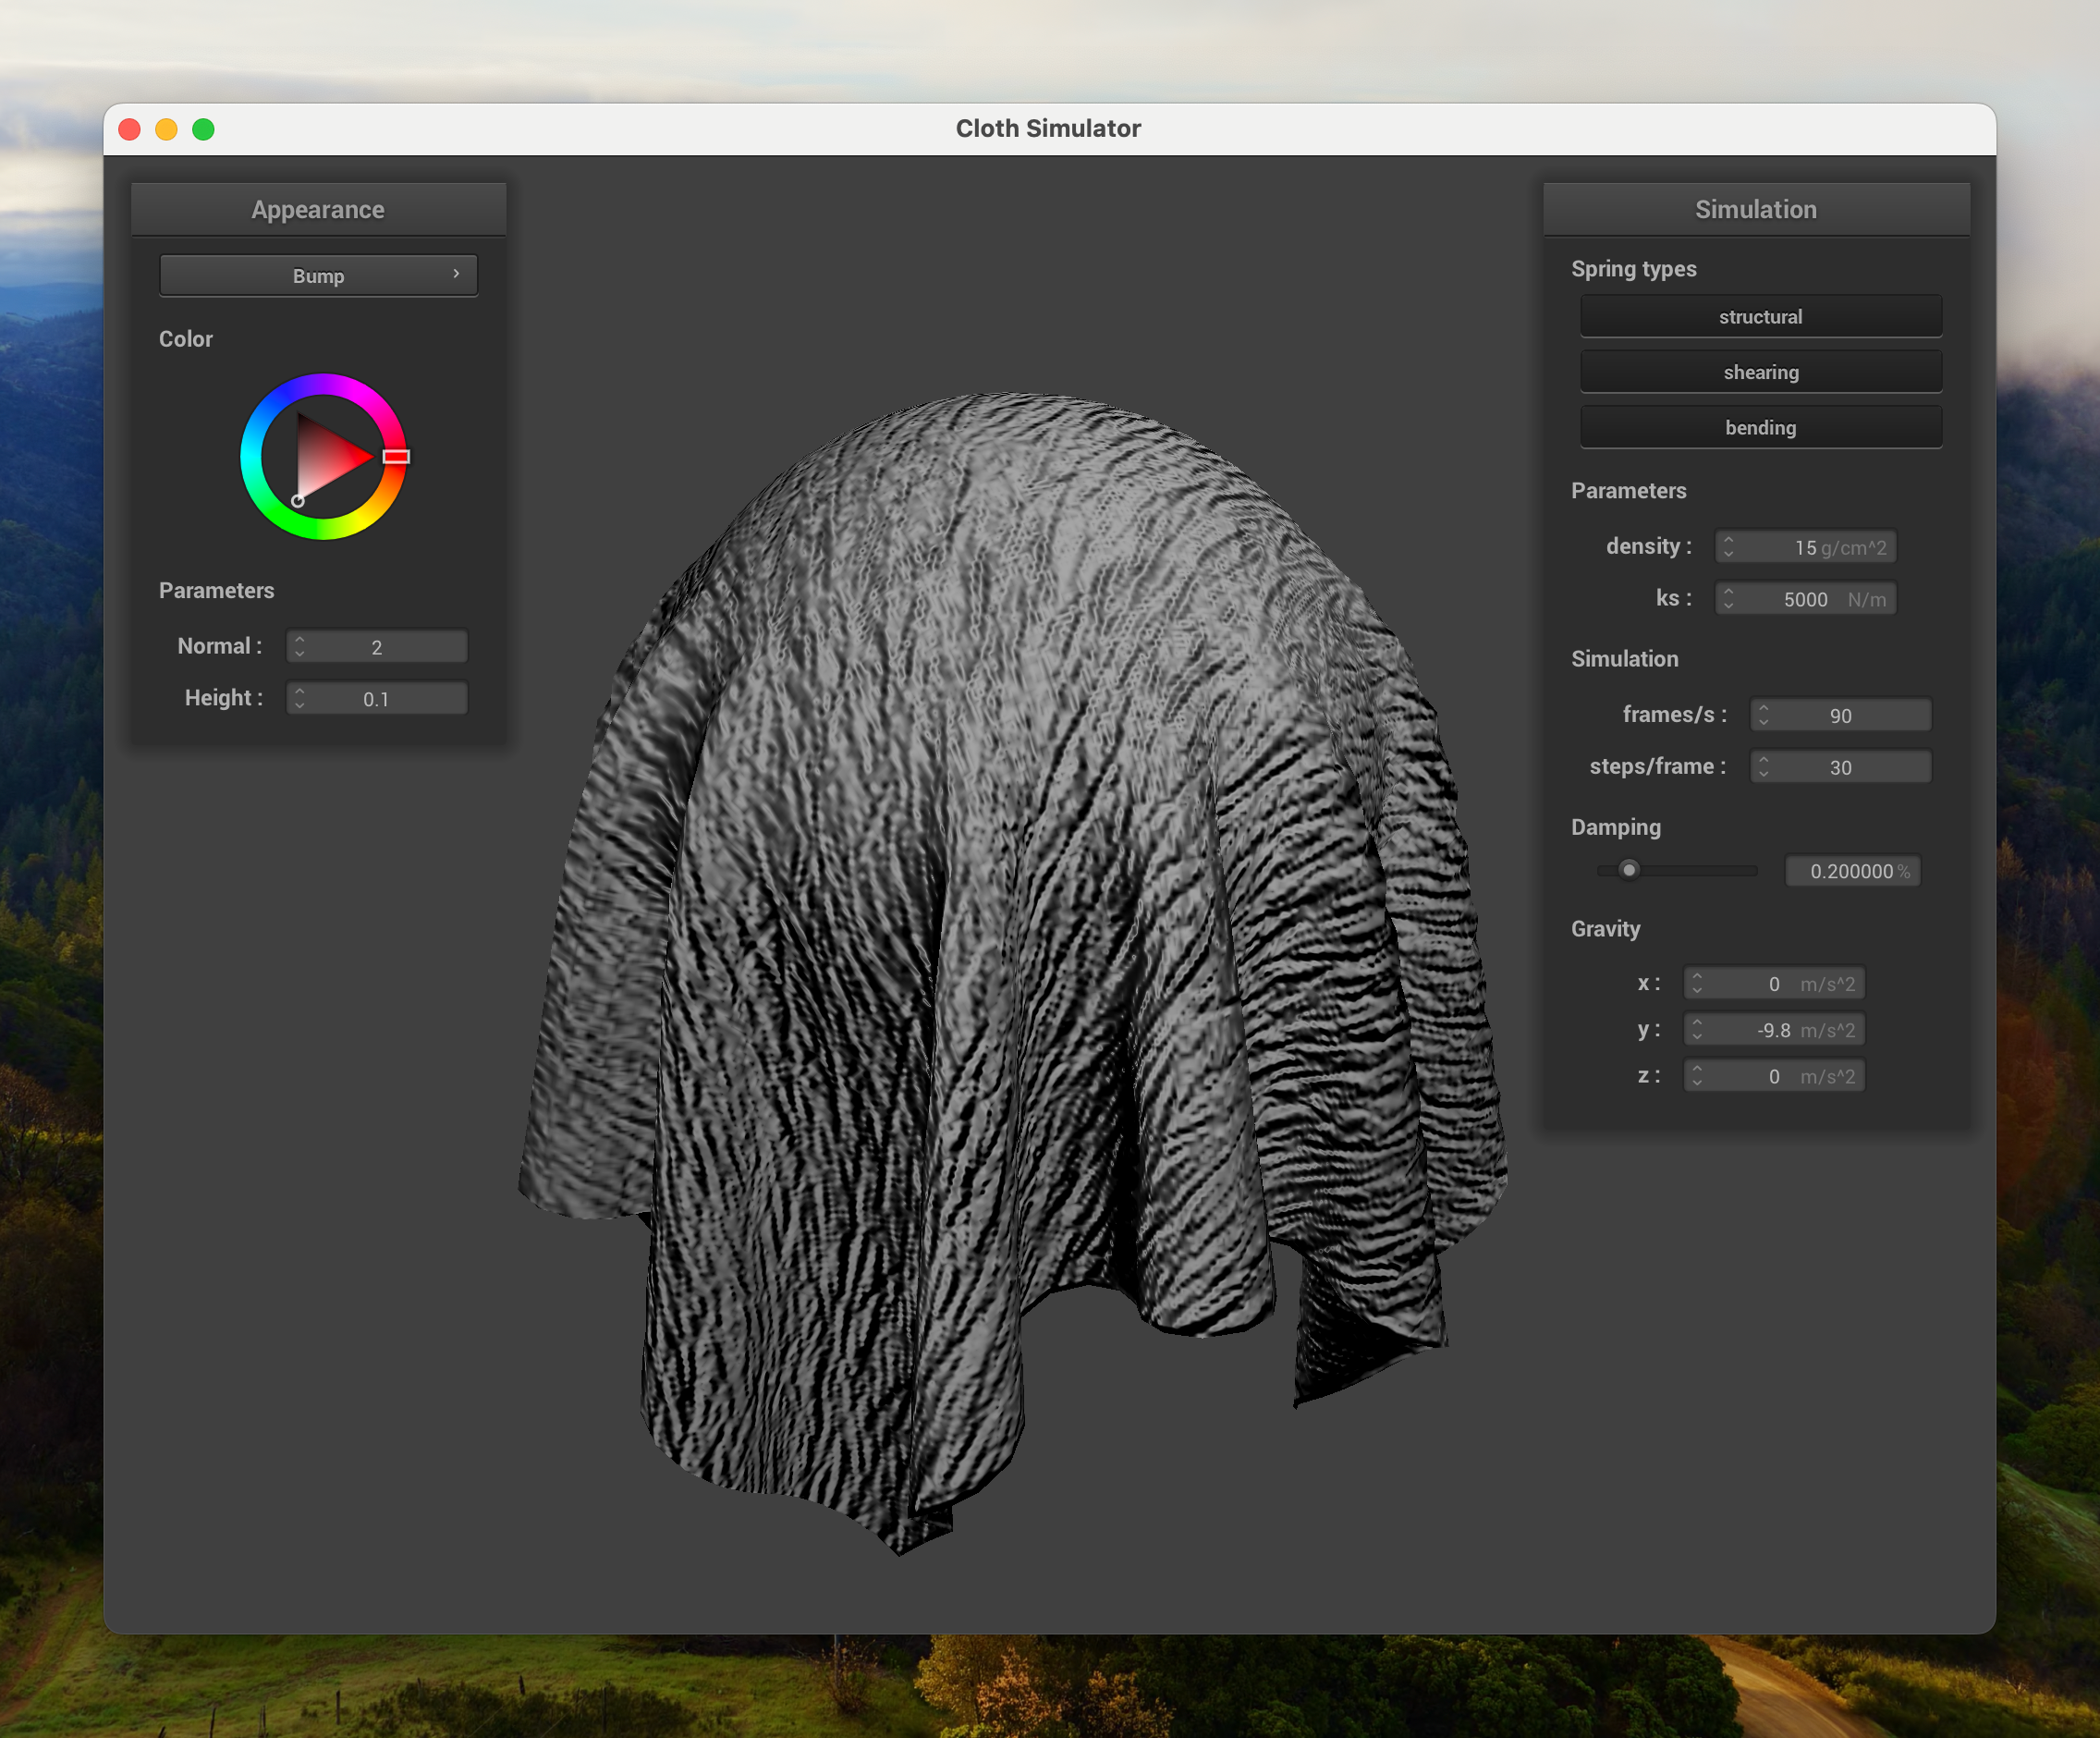 Cloth Simulator
Appearance
Bump
Color
Parameters
Normal : 2
Height : 0.1
Simulation
Spring types
structural
shearing
bending
Parameters
density : 15 g/cm^2
ks : 5000 N/m
Simulation
frames/s : 90
steps/frame : 30
Damping
0.200000 %
Gravity
x : 0 m/s^2
y : -9.8 m/s^2
z : 0 m/s^2